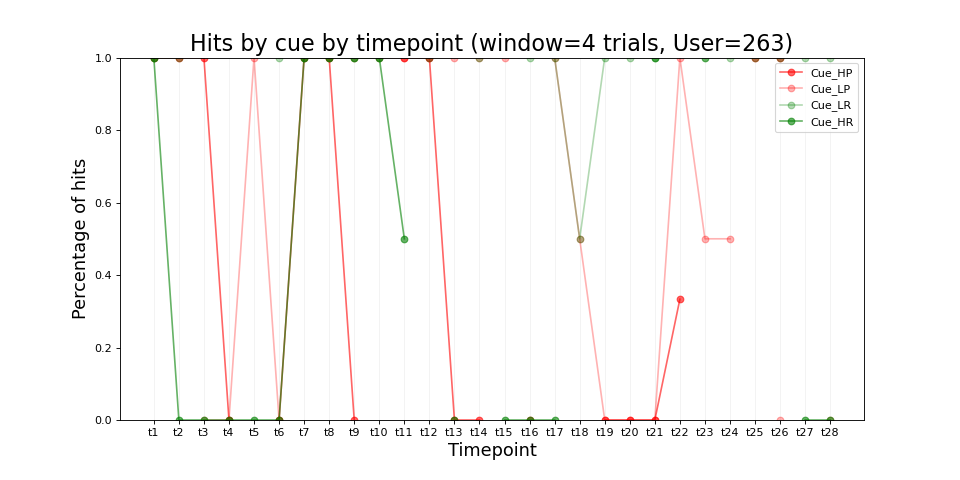 Hits by cue by timepoint (window=4 trials, User=263)
Percentage of hits
1.0
0.8
0.6
0.4
0.2
0.0
Cue_HP
Cue_LP
Cue_LR
Cue_HR
t1 t2 t3 t4 t5 t6 t7 t8 t9 t10 t11 t12 t13 t14 t15 t16 t17 t18 t19 t20 t21 t22 t23 t24 t25 t26 t27 t28
Timepoint